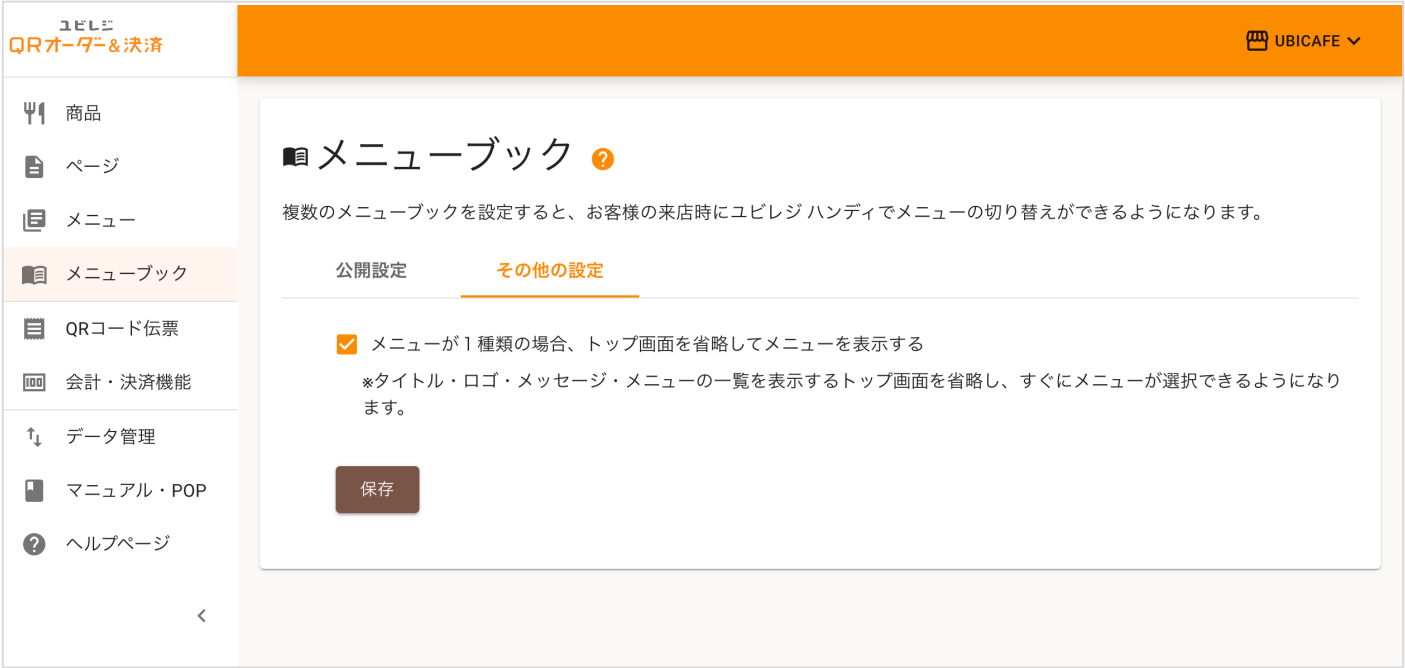 ユビレジ
QRオーダー&決済
UBICAFE
商品
ページ
メニュー
メニューブック
QRコード伝票
会計・決済機能
データ管理
マニュアル・POP
ヘルプページ
メニューブック
複数のメニューブックを設定すると、お客様の来店時にユビレジ ハンディでメニューの切り替えができるようになります。
公開設定
その他の設定
メニューが1種類の場合、トップ画面を省略してメニューを表示する
※タイトル・ロゴ・メッセージ・メニューの一覧を表示するトップ画面を省略し、すぐにメニューが選択できるようになり
ます。
保存